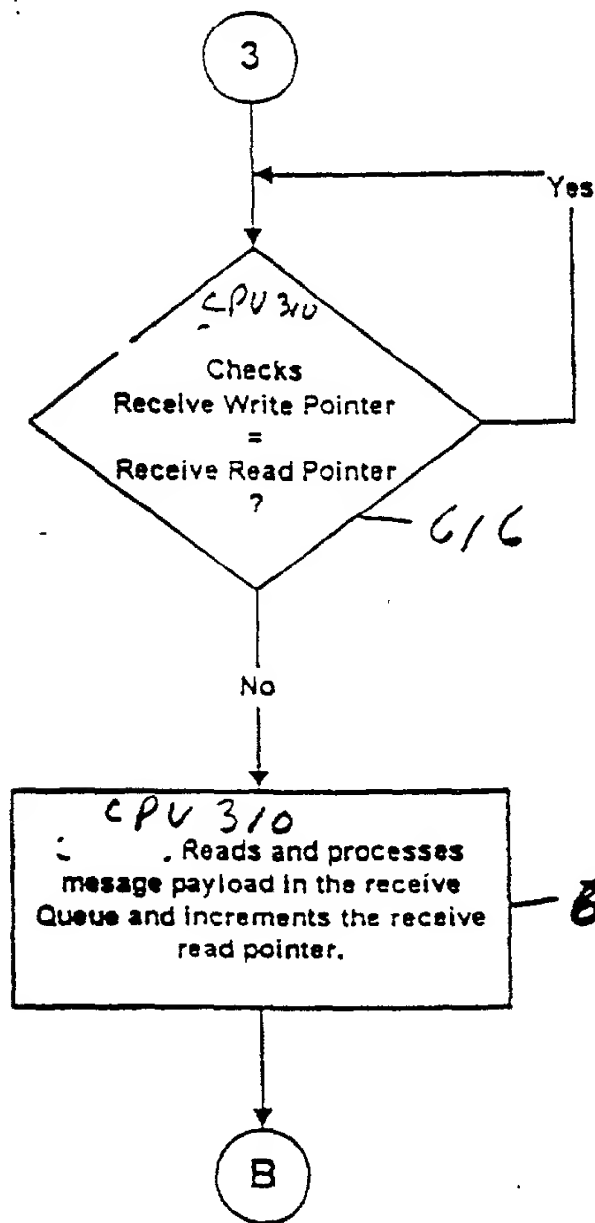 3
Yes
CPU 310
Checks
Receive Write Pointer
=
Receive Read Pointer
?
616
No
CPU 310
Reads and processes
mesage payload in the receive
Queue and increments the receive
read pointer.
B